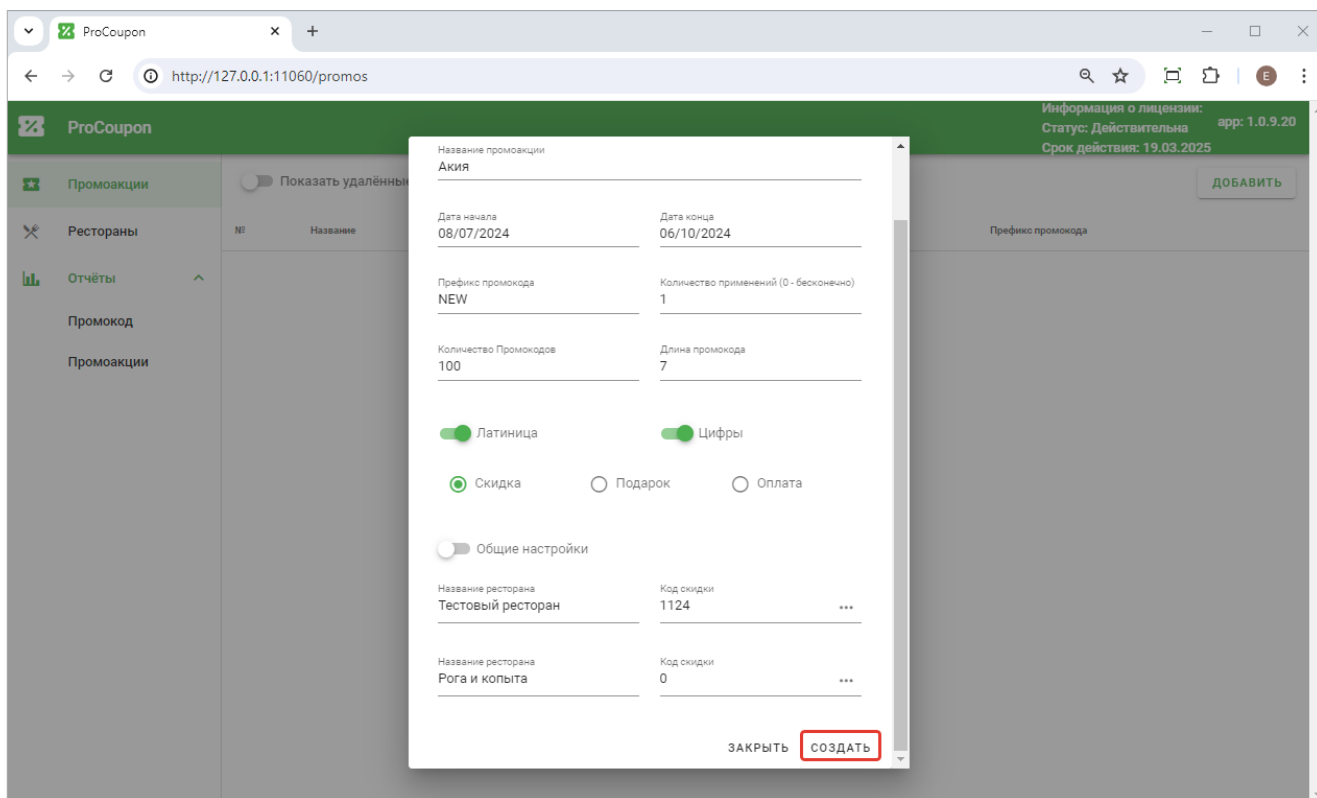 ProCoupon
http://127.0.0.1:11060/promos
E
ProCoupon
Информация о лицензии:
Статус: Действительна
Срок действия: 19.03.2025
app: 1.0.9.20
Промоакции
Рестораны
Отчёты
Промокод
Промоакции
Показать удалённы
ДОБАВИТЬ
№ Название Префикс промокода
Название промоакции
Акия
Дата начала Дата конца
08/07/2024 06/10/2024
Префикс промокода Количество применений (0 - бесконечно)
NEW 1
Количество Промокодов Длина промокода
100 7
Латиница Цифры
Скидка Подарок Оплата
Общие настройки
Название ресторана Код скидки
Тестовый ресторан 1124 ...
Название ресторана Код скидки
Рога и копыта 0 ...
ЗАКРЫТЬ СОЗДАТЬ